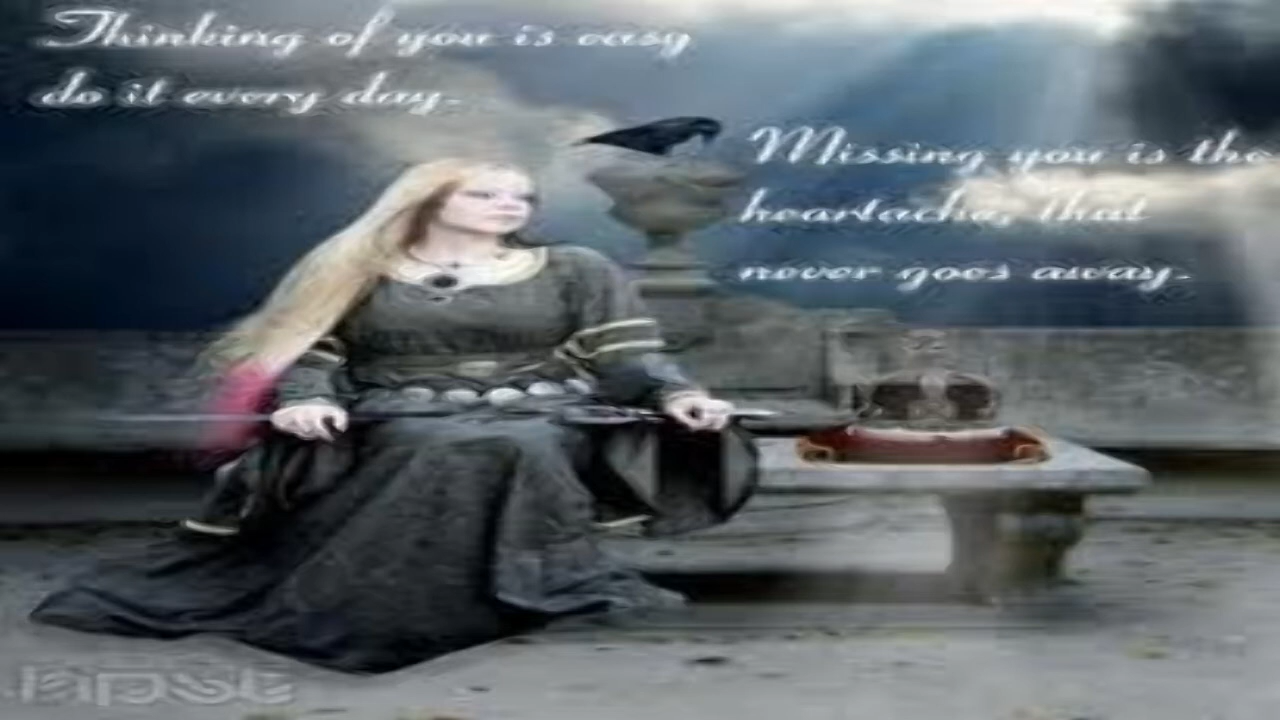 Thinking of you is easy
do it every day.
Missing you is the
heartache, that
never goes away.